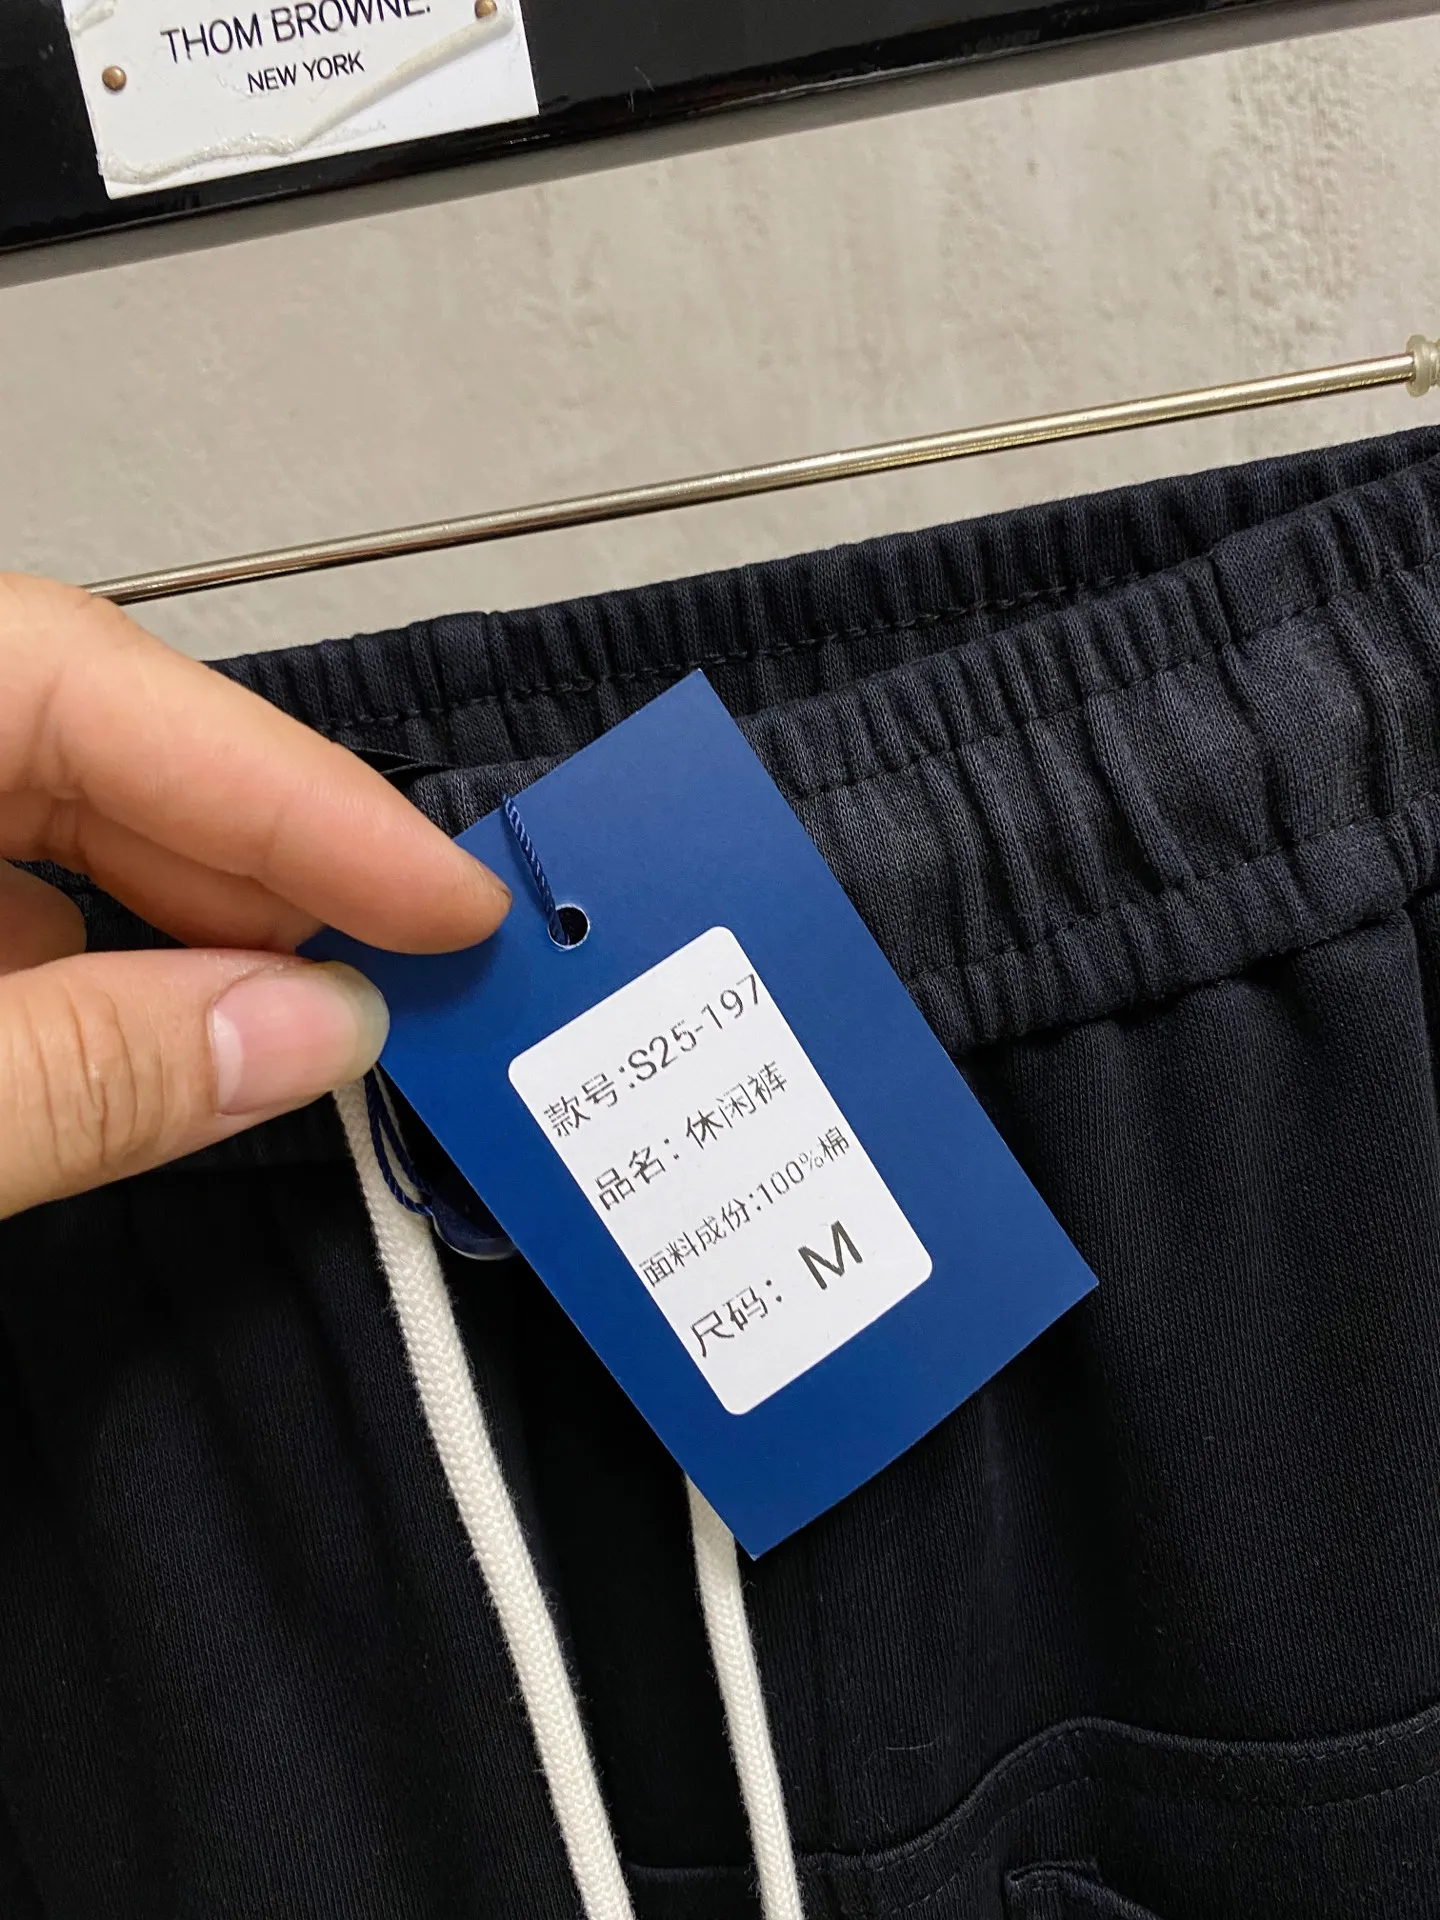 THOM BROWNE.
NEW YORK
款号:S25-197
品名：休闲裤
面料成份:100%棉
尺码：M